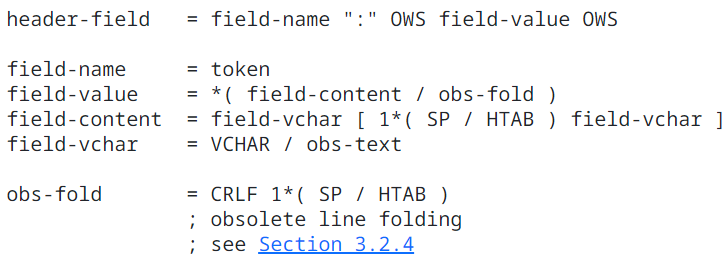 header-field   = field-name ":" OWS field-value OWS

field-name     = token
field-value    = *( field-content / obs-fold )
field-content  = field-vchar [ 1*( SP / HTAB ) field-vchar ]
field-vchar    = VCHAR / obs-text

obs-fold       = CRLF 1*( SP / HTAB )
               ; obsolete line folding
               ; see Section 3.2.4